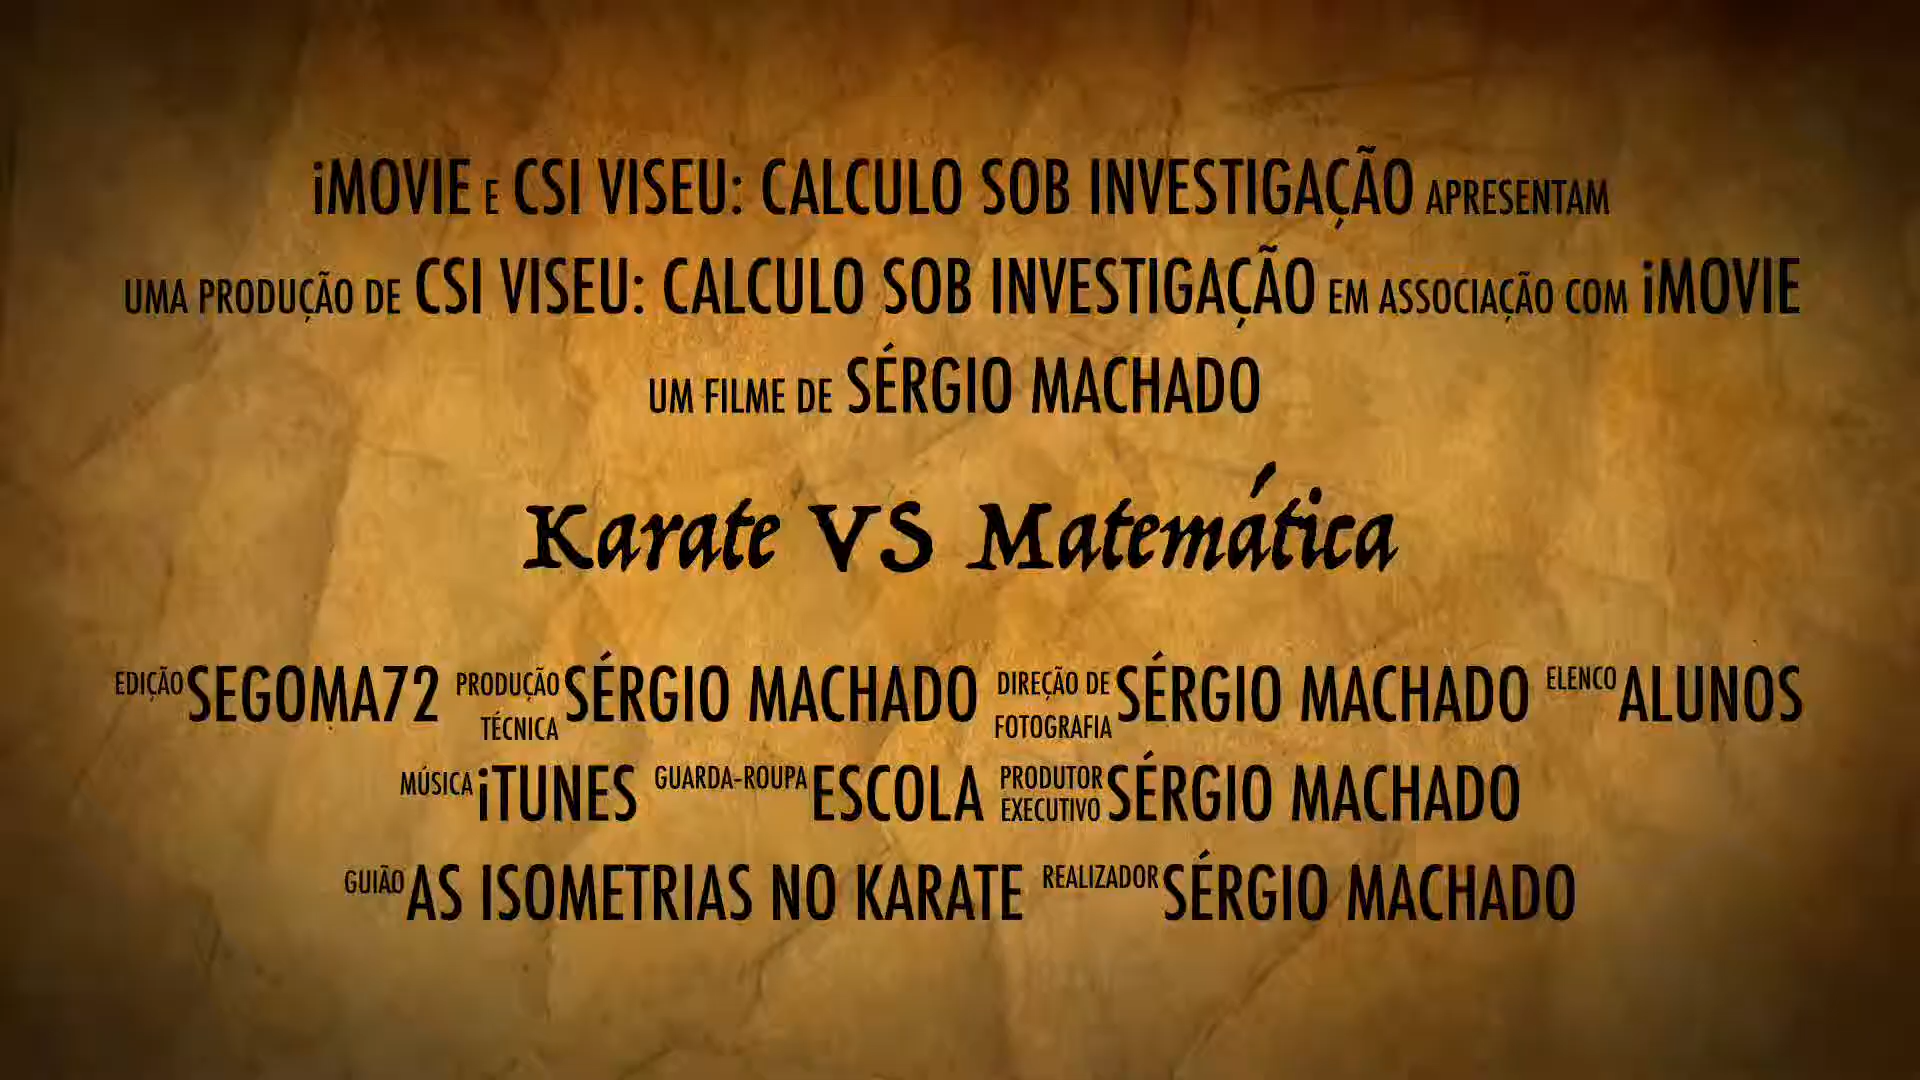 iMOVIE E CSI VISEU: CALCULO SOB INVESTIGAÇÃO APRESENTAM
UMA PRODUÇÃO DE CSI VISEU: CALCULO SOB INVESTIGAÇÃO EM ASSOCIAÇÃO COM iMOVIE
UM FILME DE SÉRGIO MACHADO
Karate VS Matemática
EDIÇÃO SEGOMA72 PRODUÇÃO TÉCNICA SÉRGIO MACHADO DIREÇÃO DE FOTOGRAFIA SÉRGIO MACHADO ELENCO ALUNOS
MÚSICA iTUNES GUARDA-ROUPA ESCOLA PRODUTOR EXECUTIVO SÉRGIO MACHADO
GUIÃO AS ISOMETRIAS NO KARATE REALIZADOR SÉRGIO MACHADO